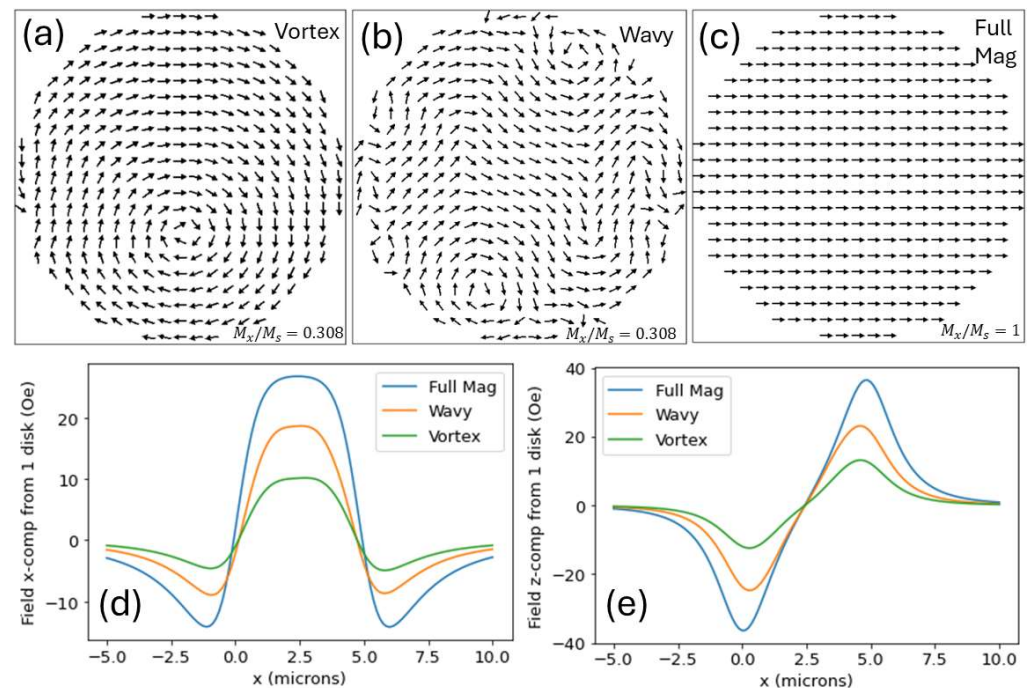 (a) Vortex
M_x/M_s = 0.308
(b) Wavy
M_x/M_s = 0.308
(c) Full
Mag
M_x/M_s = 1
Field x-comp from 1 disk (Oe)
20
10
0
−10
Full Mag
Wavy
Vortex
(d)
−5.0 −2.5 0.0 2.5 5.0 7.5 10.0
x (microns)
Field z-comp from 1 disk (Oe)
40
20
0
−20
−40
Full Mag
Wavy
Vortex
(e)
−5.0 −2.5 0.0 2.5 5.0 7.5 10.0
x (microns)